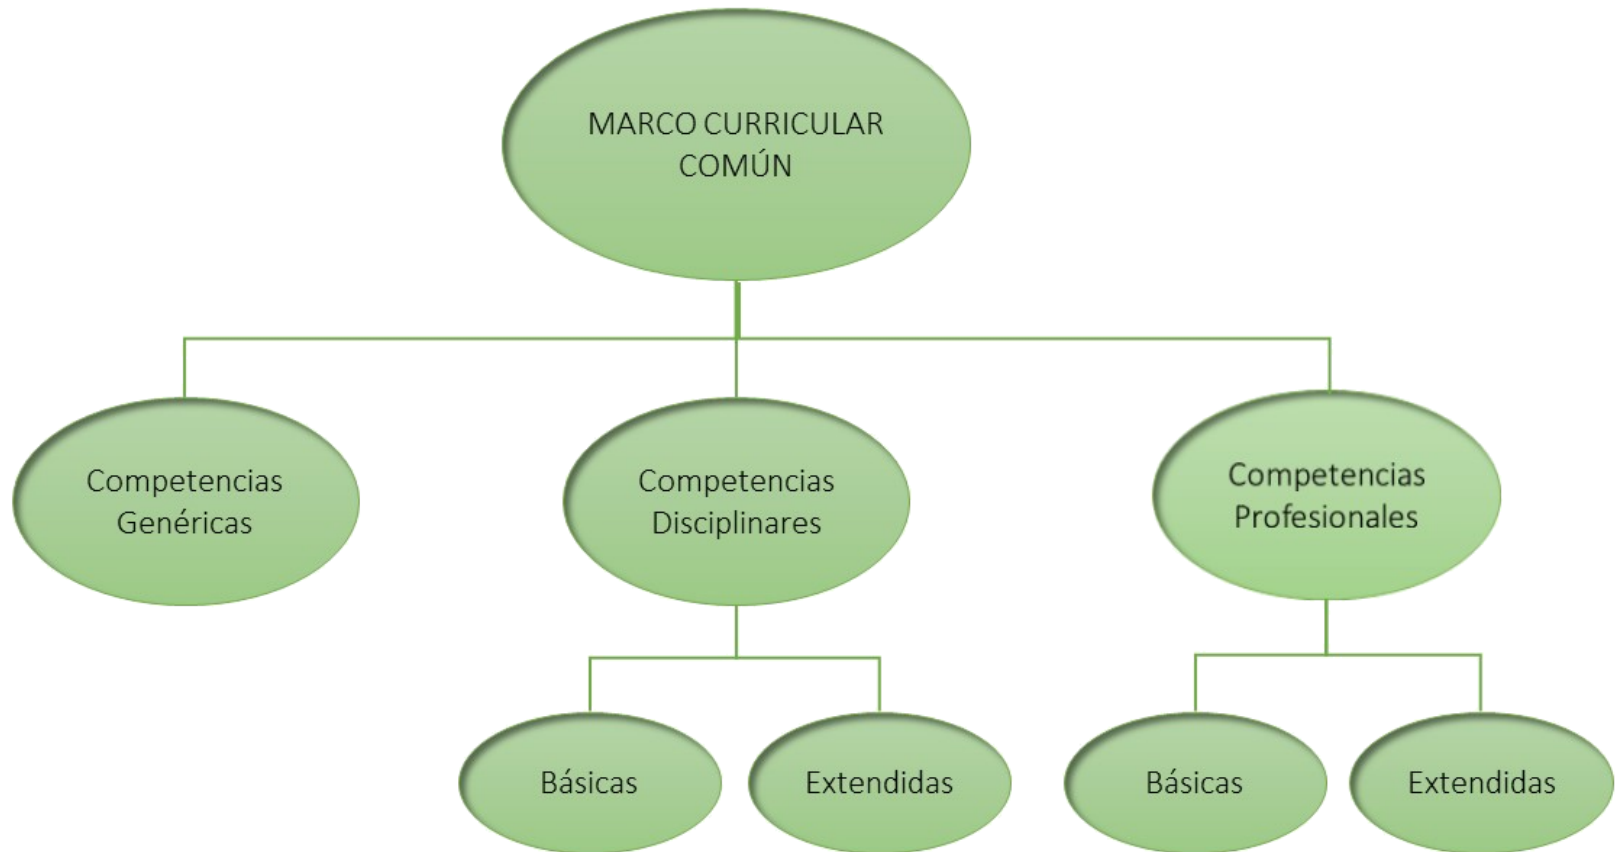 MARCO CURRICULAR
COMÚN
Competencias
Genéricas
Competencias
Disciplinares
Competencias
Profesionales
Básicas
Extendidas
Básicas
Extendidas